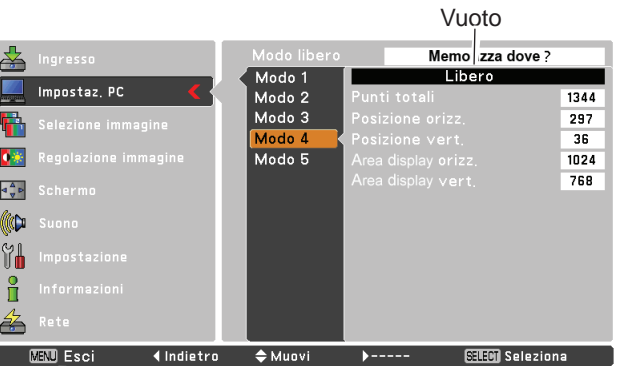 Vuoto
Ingresso
Impostaz. PC
Selezione immagine
Regolazione immagine
Schermo
Suono
Impostazione
Informazioni
Rete
Modo libero
Modo 1
Modo 2
Modo 3
Modo 4
Modo 5
dove ?
Libero
Punti totali 1344
Posizione orizz. 297
Posizione vert. 36
Area display orizz. 1024
Area display vert. 768
MENU Esci Indietro Muovi ----- SELECT Seleziona